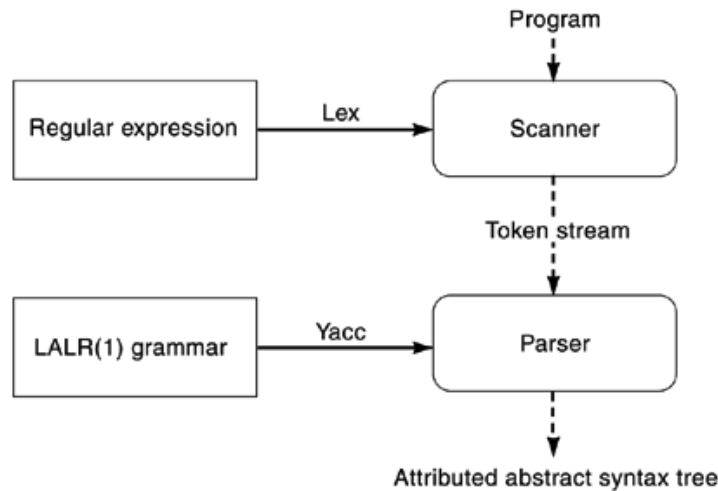 Program
Regular expression
Lex
Scanner
Token stream
LALR(1) grammar
Yacc
Parser
Attributed abstract syntax tree